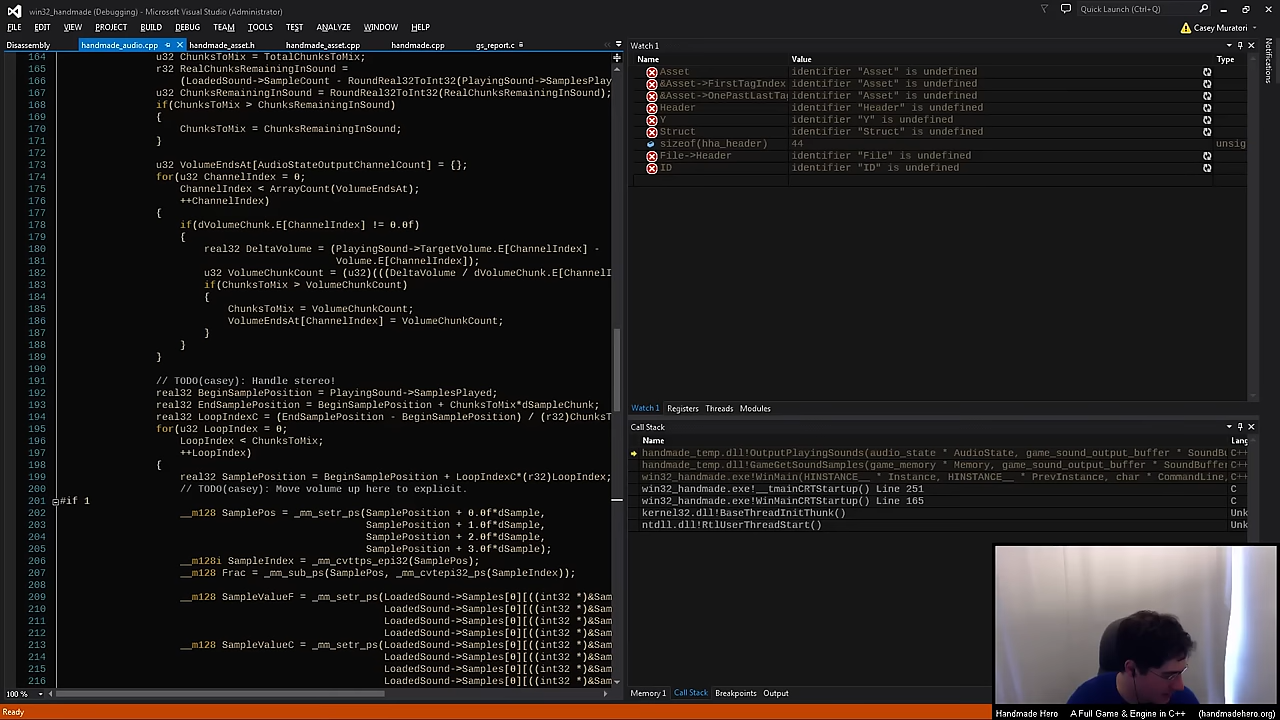 win32_handmade (Debugging) - Microsoft Visual Studio (Administrator)
Quick Launch (Ctrl+Q)
FILE EDIT VIEW PROJECT BUILD DEBUG TEAM TOOLS TEST ANALYZE WINDOW HELP
Casey Muratori
Disassembly handmade_audio.cpp handmade_asset.h handmade_asset.cpp handmade.cpp gs_report.c
164 u32 ChunksToMix = TotalChunksToMix;
165 r32 RealChunksRemainingInSound =
166 (LoadedSound->SampleCount - RoundReal32ToInt32(PlayingSound->SamplesPlay
167 u32 ChunksRemainingInSound = RoundReal32ToInt32(RealChunksRemainingInSound);
168 if(ChunksToMix > ChunksRemainingInSound)
169 {
170 ChunksToMix = ChunksRemainingInSound;
171 }
172
173 u32 VolumeEndsAt[AudioStateOutputChannelCount] = {};
174 for(u32 ChannelIndex = 0;
175 ChannelIndex < ArrayCount(VolumeEndsAt);
176 ++ChannelIndex)
177 {
178 if(dVolumeChunk.E[ChannelIndex] != 0.0f)
179 {
180 real32 DeltaVolume = (PlayingSound->TargetVolume.E[ChannelIndex] -
181 Volume.E[ChannelIndex]);
182 u32 VolumeChunkCount = (u32)(((DeltaVolume / dVolumeChunk.E[ChannelI
183 if(ChunksToMix > VolumeChunkCount)
184 {
185 ChunksToMix = VolumeChunkCount;
186 VolumeEndsAt[ChannelIndex] = VolumeChunkCount;
187 }
188 }
189 }
190
191 // TODO(casey): Handle stereo!
192 real32 BeginSamplePosition = PlayingSound->SamplesPlayed;
193 real32 EndSamplePosition = BeginSamplePosition + ChunksToMix*dSampleChunk;
194 real32 LoopIndexC = (EndSamplePosition - BeginSamplePosition) / (r32)ChunksT
195 for(u32 LoopIndex = 0;
196 LoopIndex < ChunksToMix;
197 ++LoopIndex)
198 {
199 real32 SamplePosition = BeginSamplePosition + LoopIndexC*(r32)LoopIndex;
200 // TODO(casey): Move volume up here to explicit.
201 #if 1
202 __m128 SamplePos = _mm_setr_ps(SamplePosition + 0.0f*dSample,
203 SamplePosition + 1.0f*dSample,
204 SamplePosition + 2.0f*dSample,
205 SamplePosition + 3.0f*dSample);
206 __m128i SampleIndex = _mm_cvttps_epi32(SamplePos);
207 __m128 Frac = _mm_sub_ps(SamplePos, _mm_cvtepi32_ps(SampleIndex));
208
209 __m128 SampleValueF = _mm_setr_ps(LoadedSound->Samples[0][((int32 *)&Sam
210 LoadedSound->Samples[0][((int32 *)&Sam
211 LoadedSound->Samples[0][((int32 *)&Sam
212 LoadedSound->Samples[0][((int32 *)&Sam
213 __m128 SampleValueC = _mm_setr_ps(LoadedSound->Samples[0][((int32 *)&Sam
214 LoadedSound->Samples[0][((int32 *)&Sam
215 LoadedSound->Samples[0][((int32 *)&Sam
216 LoadedSound->Samples[0][((int32 *)&Sam
100 %
Ready
Watch 1
Name Value Type
Asset identifier "Asset" is undefined
&Asset->FirstTagIndex identifier "Asset" is undefined
&Asset->OnePastLastTa identifier "Asset" is undefined
Header identifier "Header" is undefined
Y identifier "Y" is undefined
Struct identifier "Struct" is undefined
sizeof(hha_header) 44 unsig
File->Header identifier "File" is undefined
ID identifier "ID" is undefined
Watch 1 Registers Threads Modules
Call Stack
Name Lang
handmade_temp.dll!OutputPlayingSounds(audio_state * AudioState, game_sound_output_buffer * SoundBu C++
handmade_temp.dll!GameGetSoundSamples(game_memory * Memory, game_sound_output_buffer * SoundBuffer C++
win32_handmade.exe!WinMain(HINSTANCE__ * Instance, HINSTANCE__ * PrevInstance, char * CommandLine, C++
win32_handmade.exe!__tmainCRTStartup() Line 251 C
win32_handmade.exe!WinMainCRTStartup() Line 165 C
kernel32.dll!BaseThreadInitThunk() Unk
ntdll.dll!RtlUserThreadStart() Unk
Memory 1 Call Stack Breakpoints Output
Notifications
Handmade Hero A Full Game & Engine in C++ (handmadehero.org)